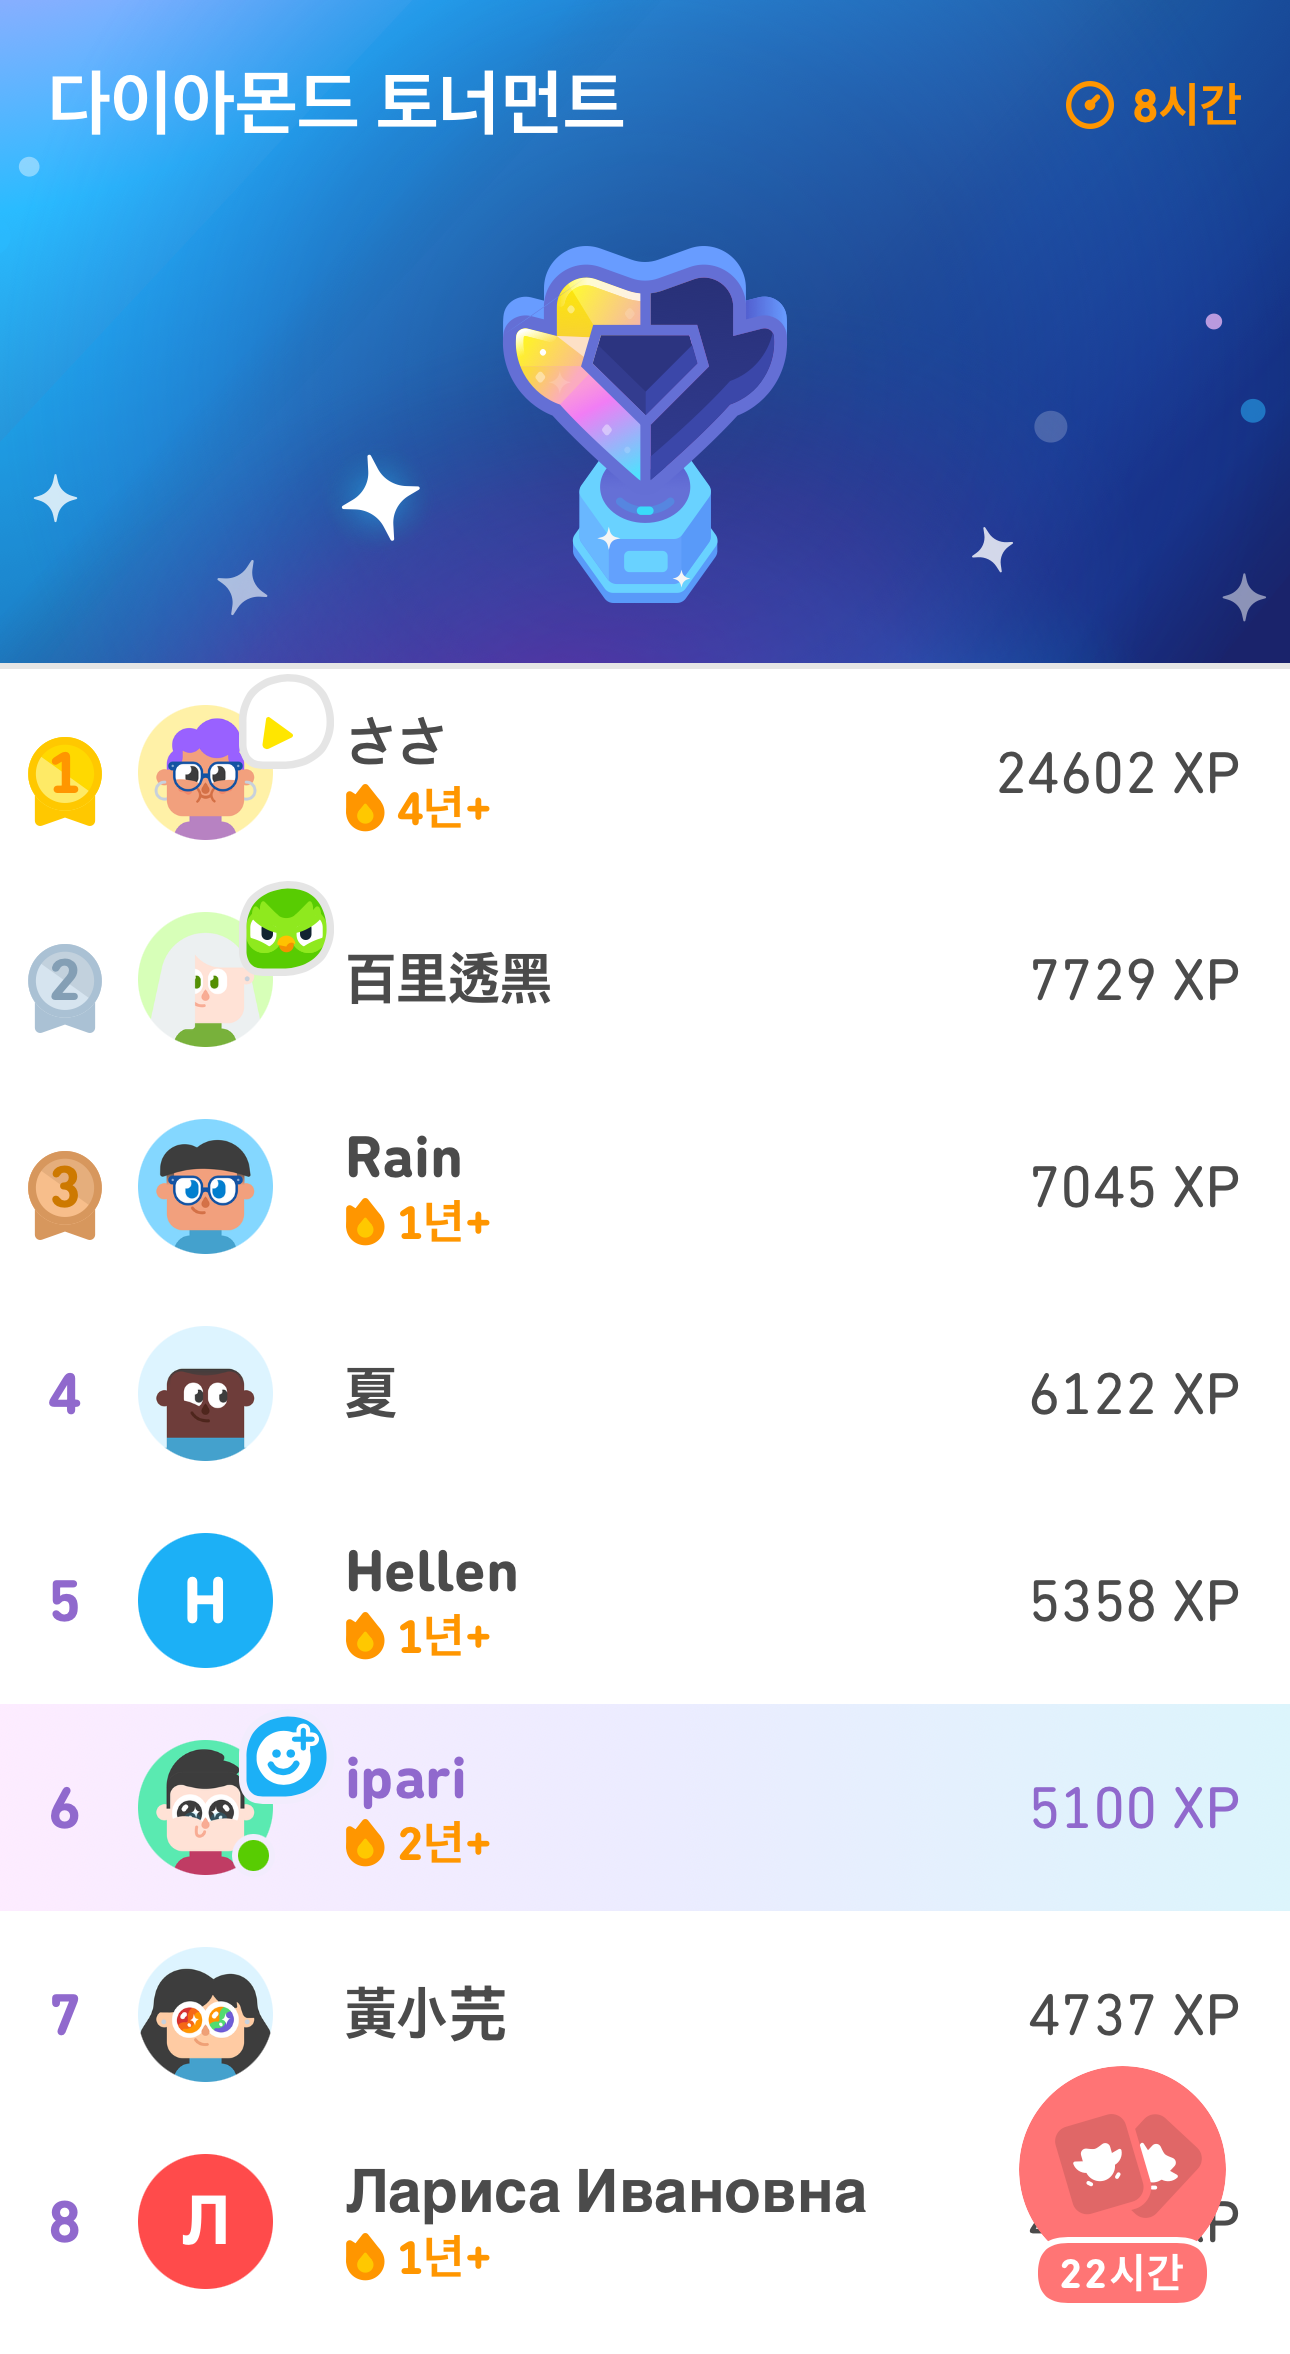 다이아몬드 토너먼트
8시간
1
ささ
4년+
24602 XP
2
百里透黑
7729 XP
3
Rain
1년+
7045 XP
4
夏
6122 XP
5
H
Hellen
1년+
5358 XP
6
ipari
2년+
5100 XP
7
黃小芫
4737 XP
8
Л
Лариса Ивановна
1년+
22시간